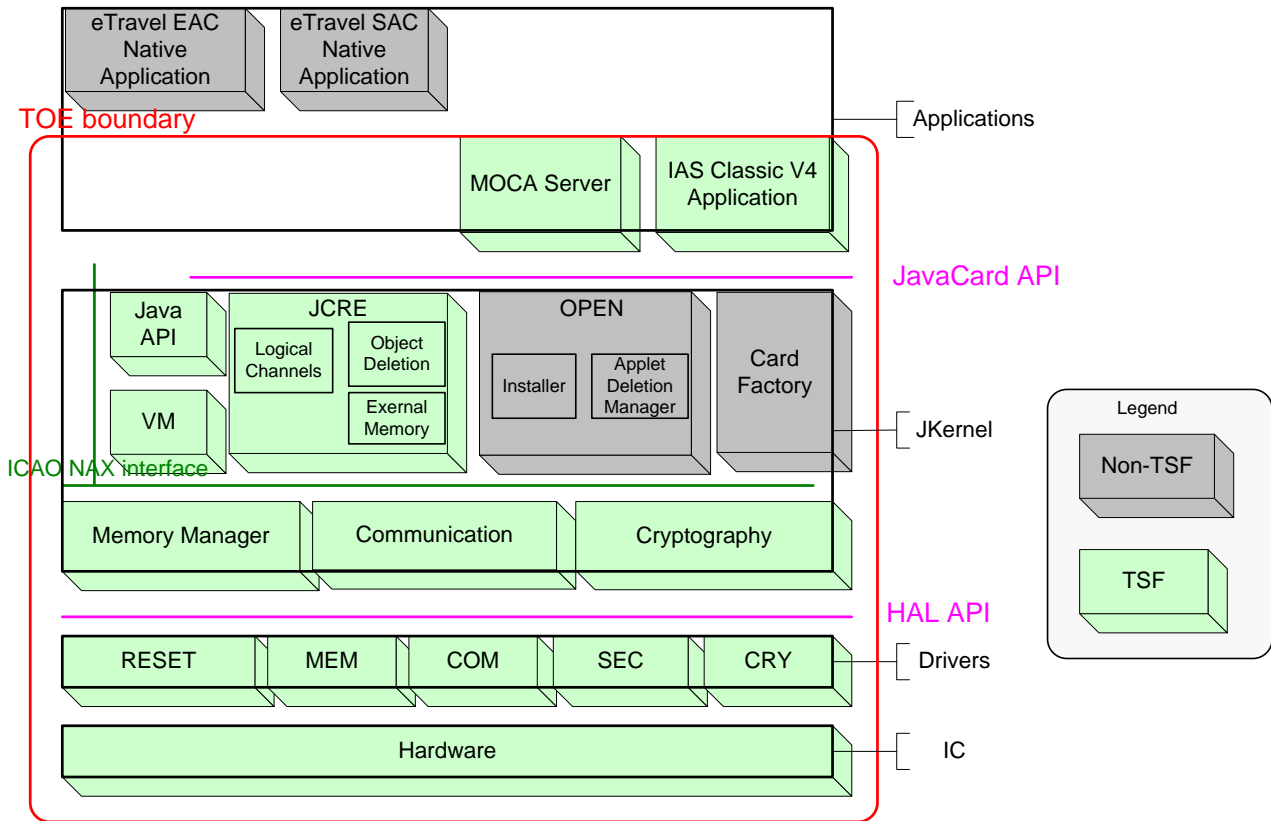 eTravel EAC
Native
Application
eTravel SAC
Native
Application
TOE boundary
Applications
MOCA Server
IAS Classic V4
Application
JavaCard API
Java
API
JCRE
Logical
Channels
Object
Deletion
Exernal
Memory
OPEN
Installer
Applet
Deletion
Manager
Card
Factory
VM
JKernel
ICAO NAX interface
Memory Manager
Communication
Cryptography
HAL API
RESET
MEM
COM
SEC
CRY
Drivers
Hardware
IC
Legend
Non-TSF
TSF